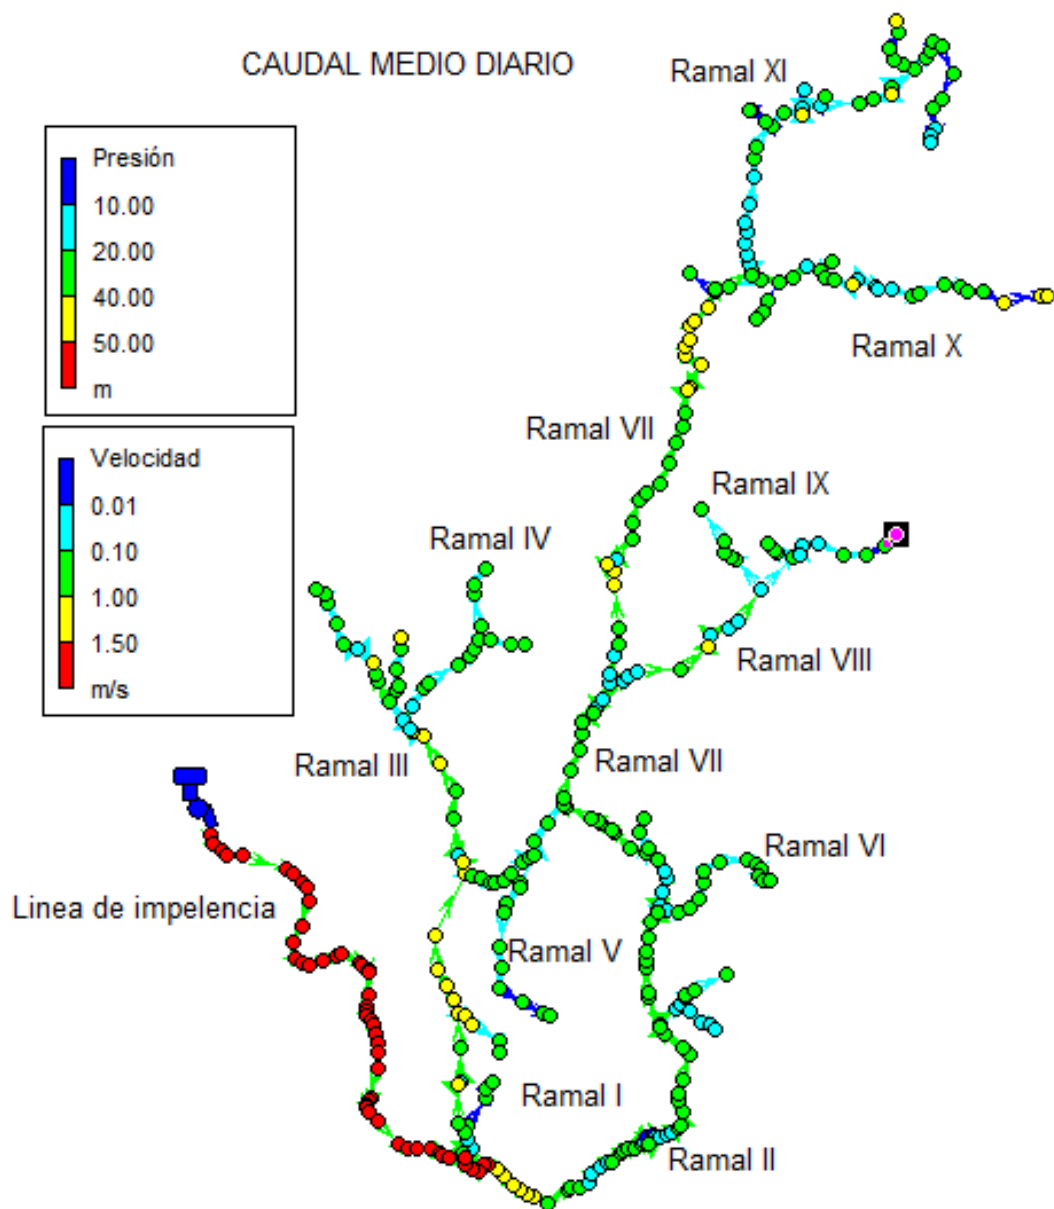 CAUDAL MEDIO DIARIO
Ramal XI
Presión
10.00
20.00
40.00
50.00
m
Ramal X
Velocidad
0.01
0.10
1.00
1.50
m/s
Ramal VII
Ramal IX
Ramal IV
Ramal VIII
Ramal III
Ramal VII
Ramal VI
Linea de impelencia
Ramal V
Ramal I
Ramal II